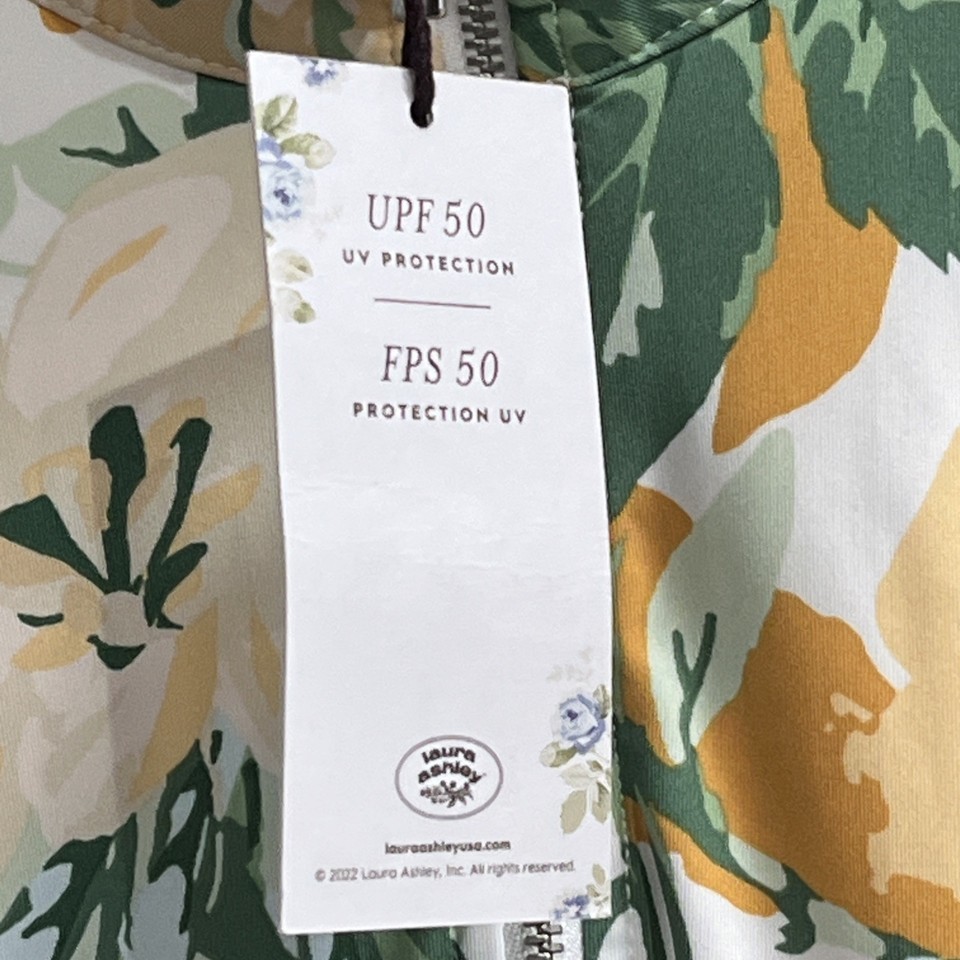 UPF 50
UV PROTECTION
FPS 50
PROTECTION UV
laura
ashley
lauraashleyusa.com
© 2022 Laura Ashley, Inc. All rights reserved.